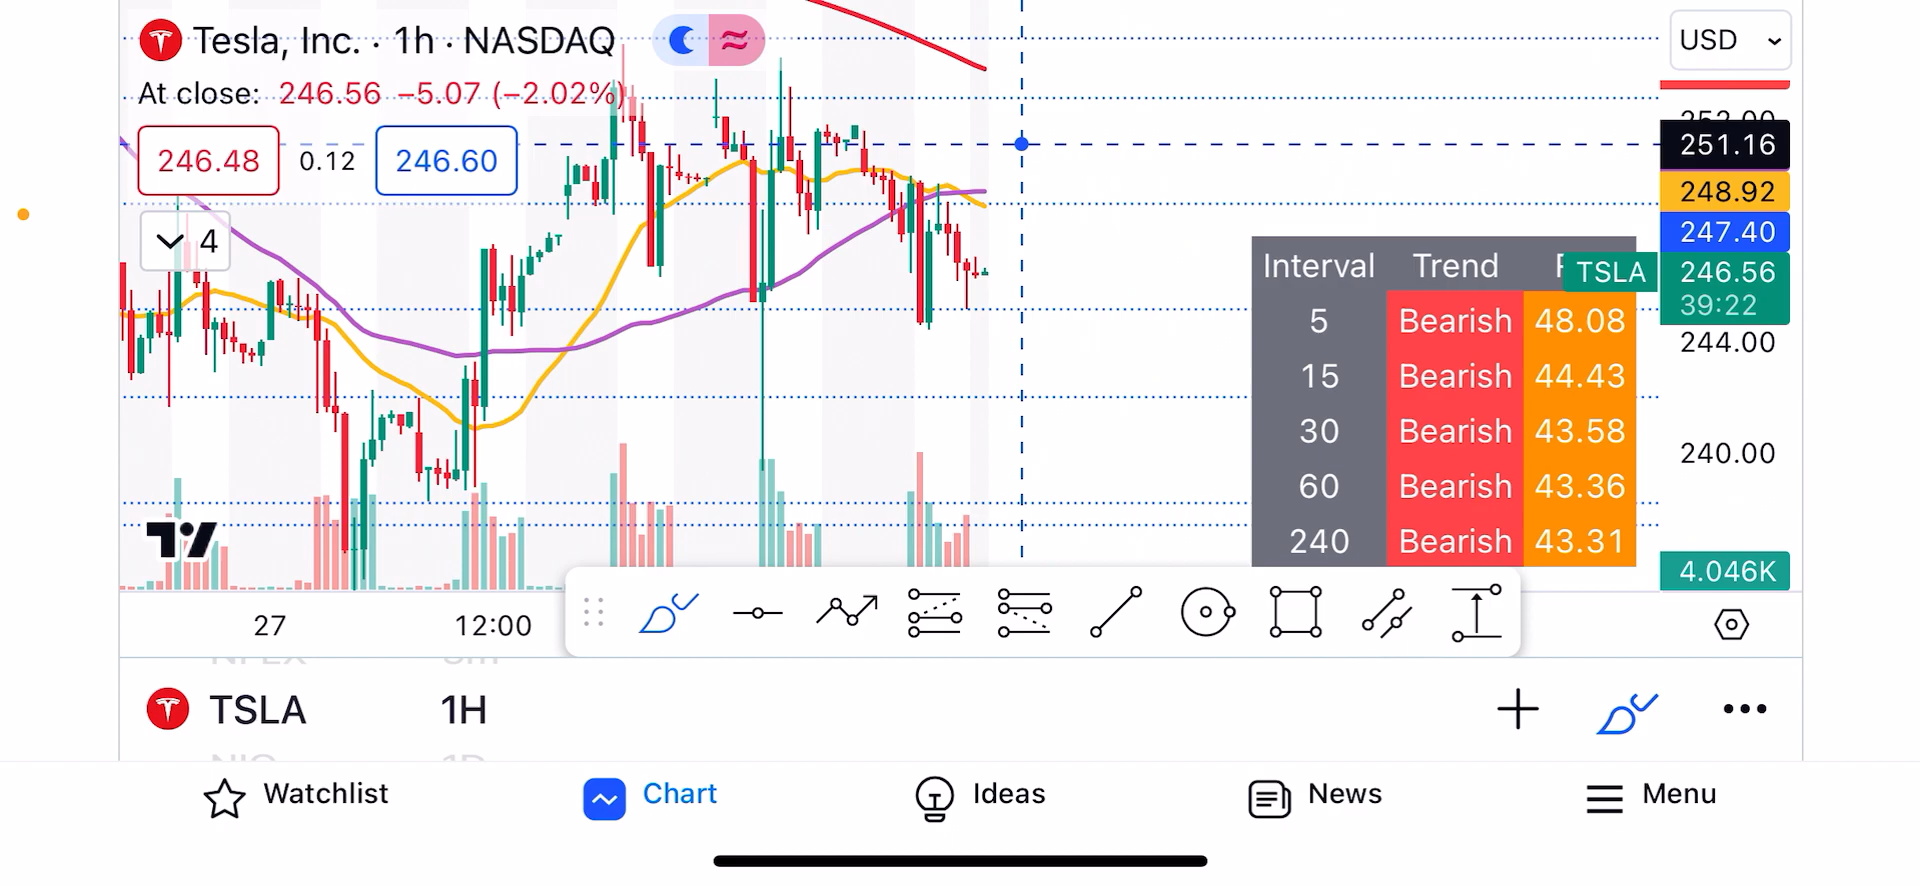 Tesla, Inc. · 1h · NASDAQ
USD
At close: 246.56 −5.07 (−2.02%)
251.16
246.48 0.12 246.60
248.92
4
247.40
Interval Trend
TSLA 246.56
39:22
5 Bearish 48.08
244.00
15 Bearish 44.43
30 Bearish 43.58
240.00
60 Bearish 43.36
240 Bearish 43.31
4.046K
27 12:00
TSLA 1H
Watchlist Chart Ideas News Menu